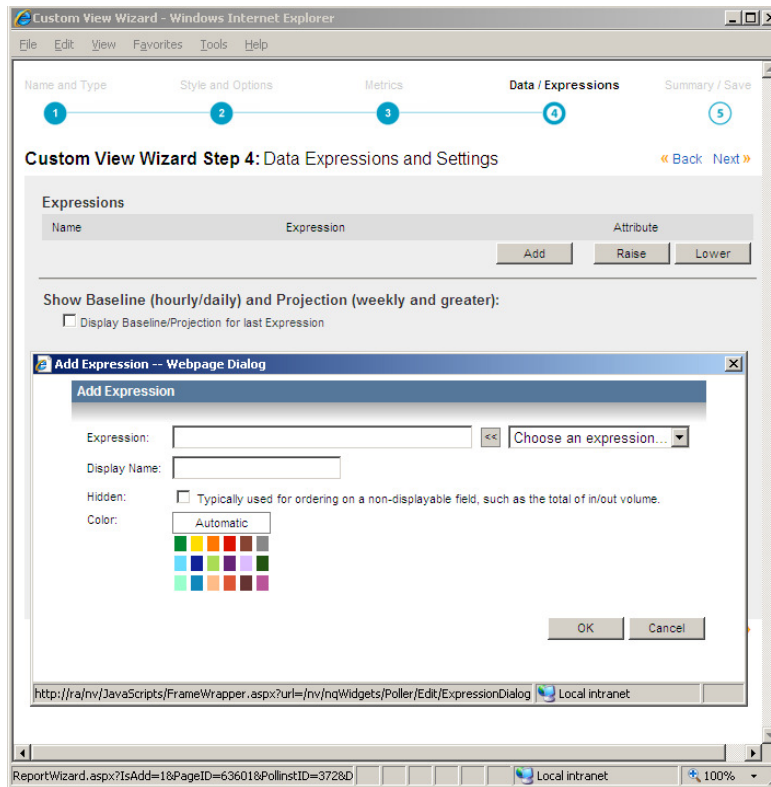 Custom View Wizard - Windows Internet Explorer
File Edit View Favorites Tools Help
Name and Type Style and Options Metrics Data / Expressions Summary / Save
1 2 3 4 5
Custom View Wizard Step 4: Data Expressions and Settings « Back Next »
Expressions
Name Expression Attribute
Add Raise Lower
Show Baseline (hourly/daily) and Projection (weekly and greater):
Display Baseline/Projection for last Expression
Add Expression -- Webpage Dialog
Add Expression
Expression: << Choose an expression...
Display Name:
Hidden: Typically used for ordering on a non-displayable field, such as the total of in/out volume.
Color: Automatic
OK Cancel
http://ra/nv/JavaScripts/FrameWrapper.aspx?url=/nv/nqWidgets/Poller/Edit/ExpressionDialog Local intranet
ReportWizard.aspx?IsAdd=1&PageID=63601&PollinstID=372&D Local intranet 100%